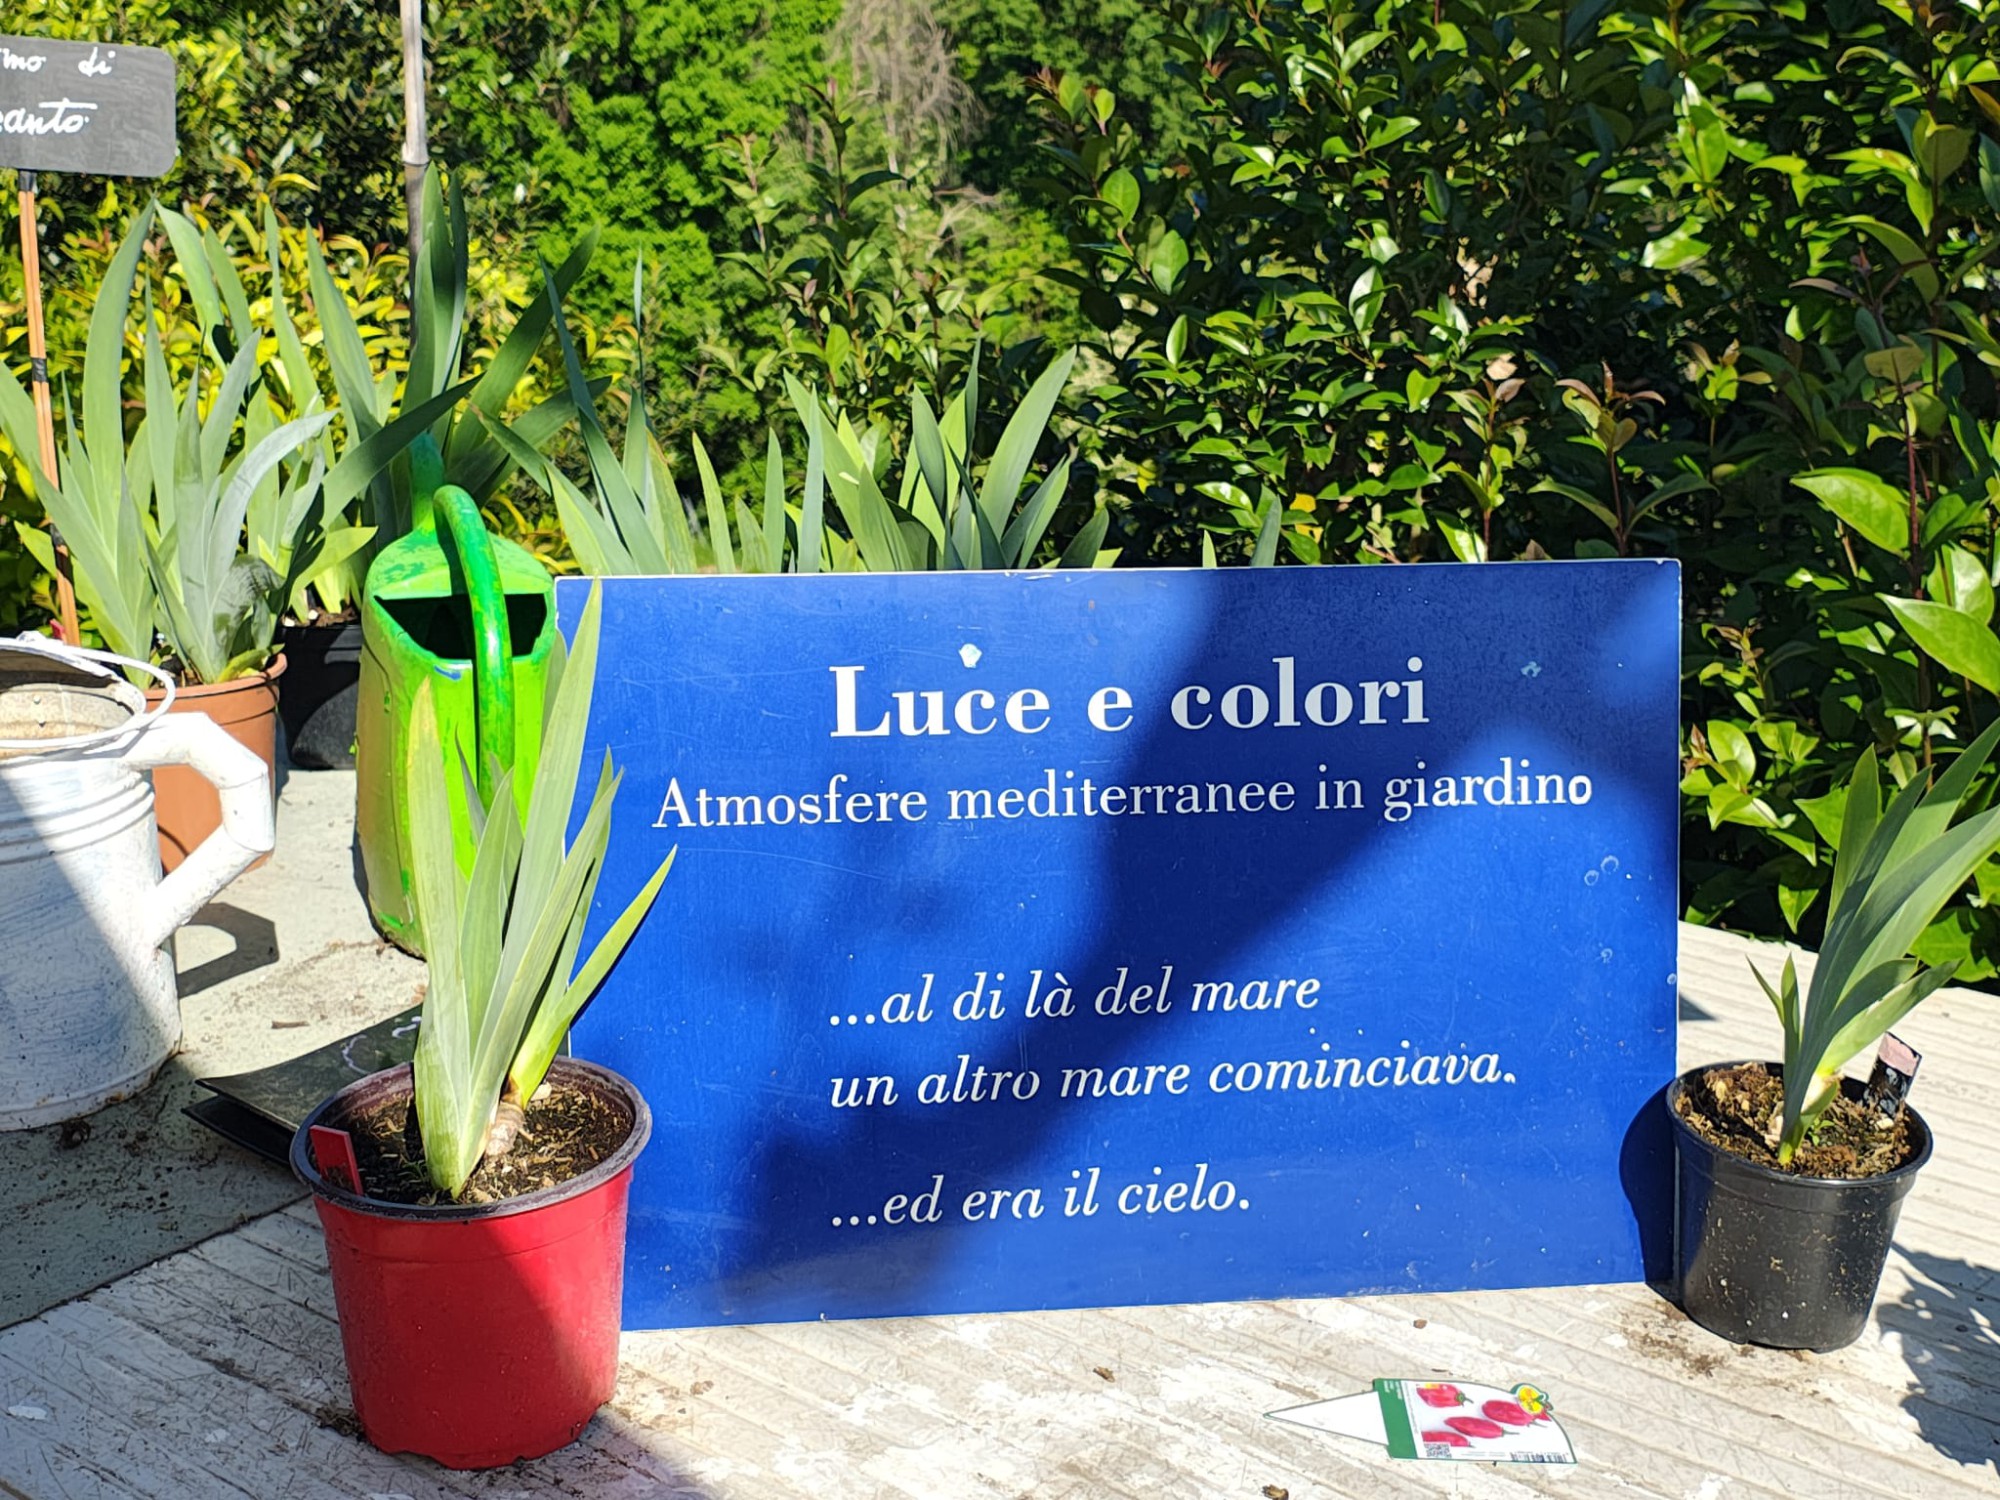 di
Luce e colori
Atmosfere mediterranee in giardino
...al di là del mare
un altro mare cominciava.
...ed era il cielo.